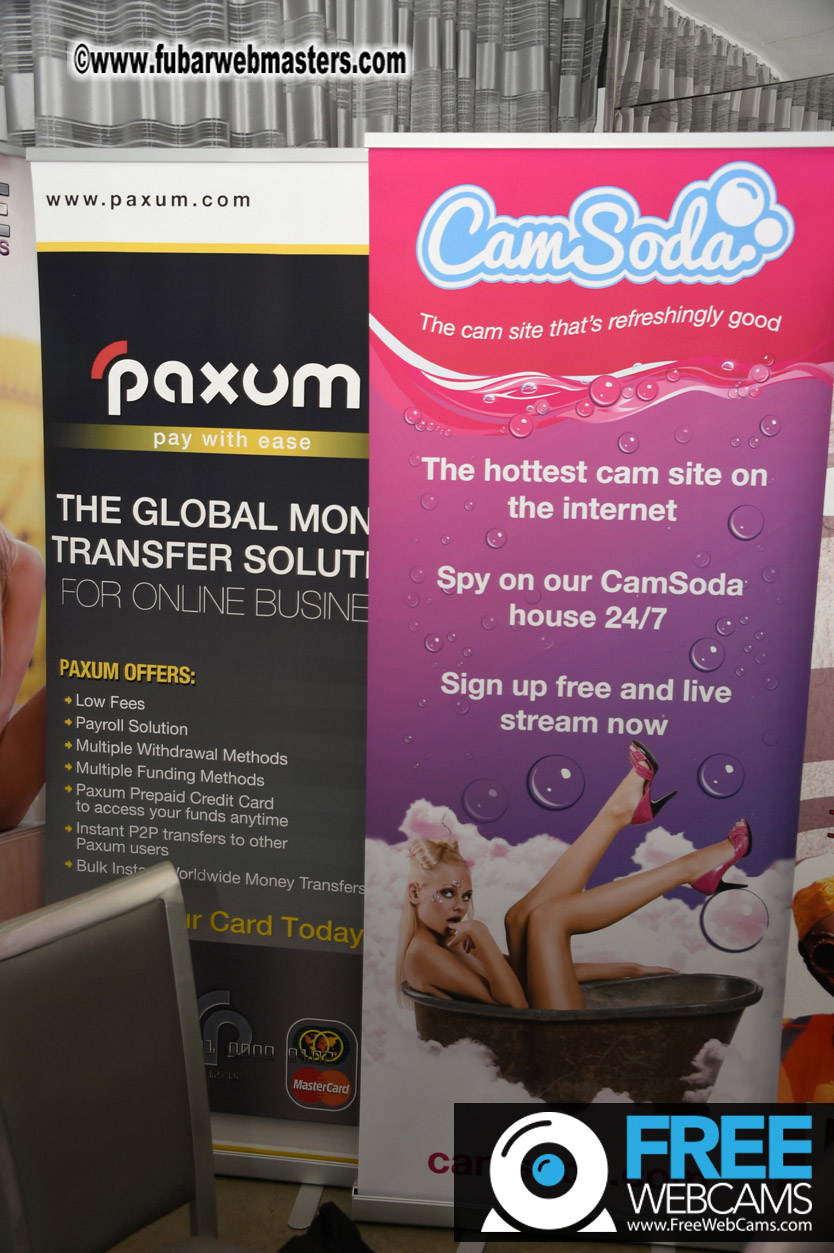 ©www.fubarwebmasters.com
www.paxum.com
paxum
pay with ease
THE GLOBAL MON
TRANSFER SOLUTI
FOR ONLINE BUSINE
PAXUM OFFERS:
Low Fees
Payroll Solution
Multiple Withdrawal Methods
Multiple Funding Methods
Paxum Prepaid Credit Card
to access your funds anytime
Instant P2P transfers to other
Paxum users
Bulk Insta Worldwide Money Transfers
ur Card Today
MasterCard
CamSoda
The cam site that's refreshingly good
The hottest cam site on
the internet
Spy on our CamSoda
house 24/7
Sign up free and live
stream now
FREE
WEBCAMS
www.FreeWebCams.com